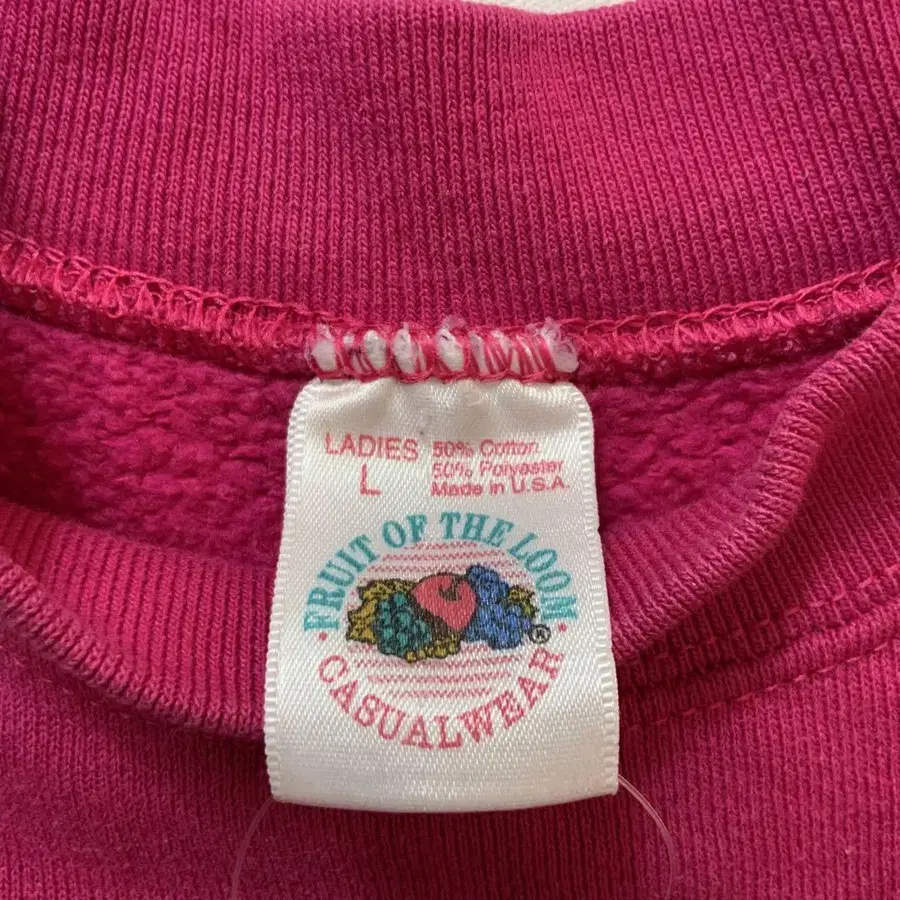 LADIES
L
50% Cotton
50% Polyester
Made in U.S.A.
FRUIT OF THE LOOM
®
CASUALWEAR